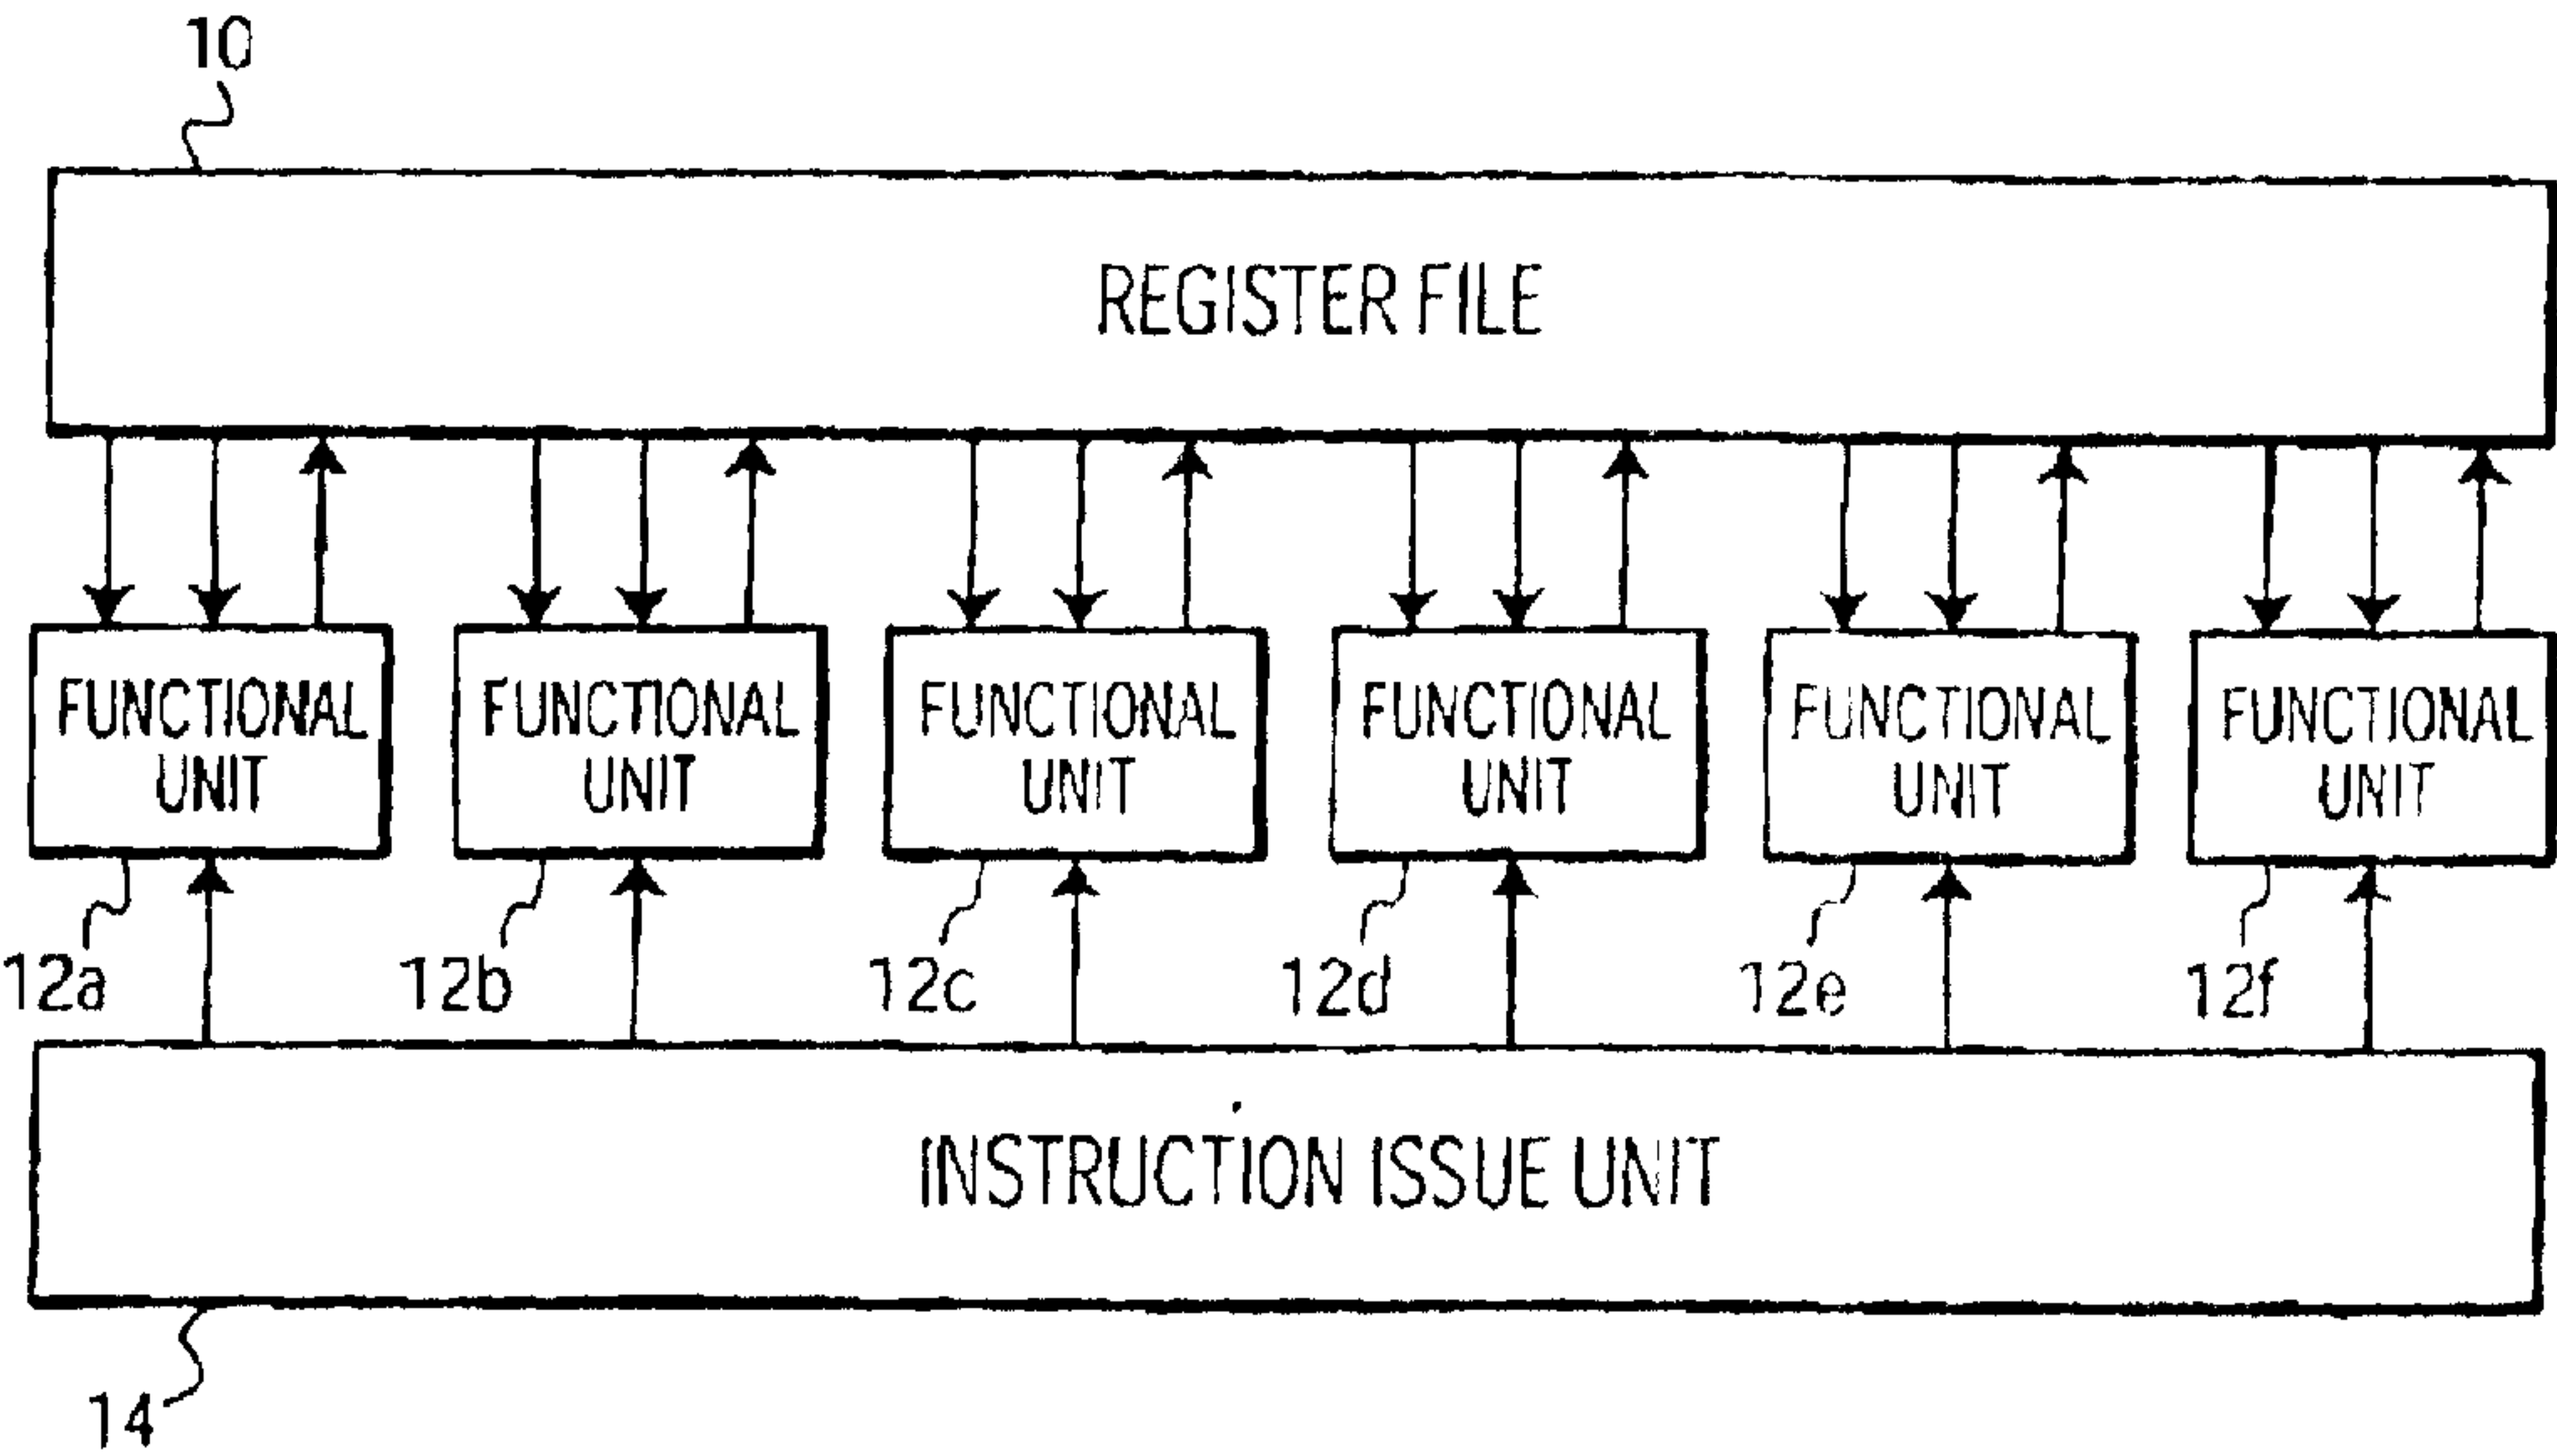 10
REGISTER FILE
FUNCTIONAL
UNIT
FUNCTIONAL
UNIT
FUNCTIONAL
UNIT
FUNCTIONAL
UNIT
FUNCTIONAL
UNIT
FUNCTIONAL
UNIT
12a
12b
12c
12d
12e
12f
INSTRUCTION ISSUE UNIT
14